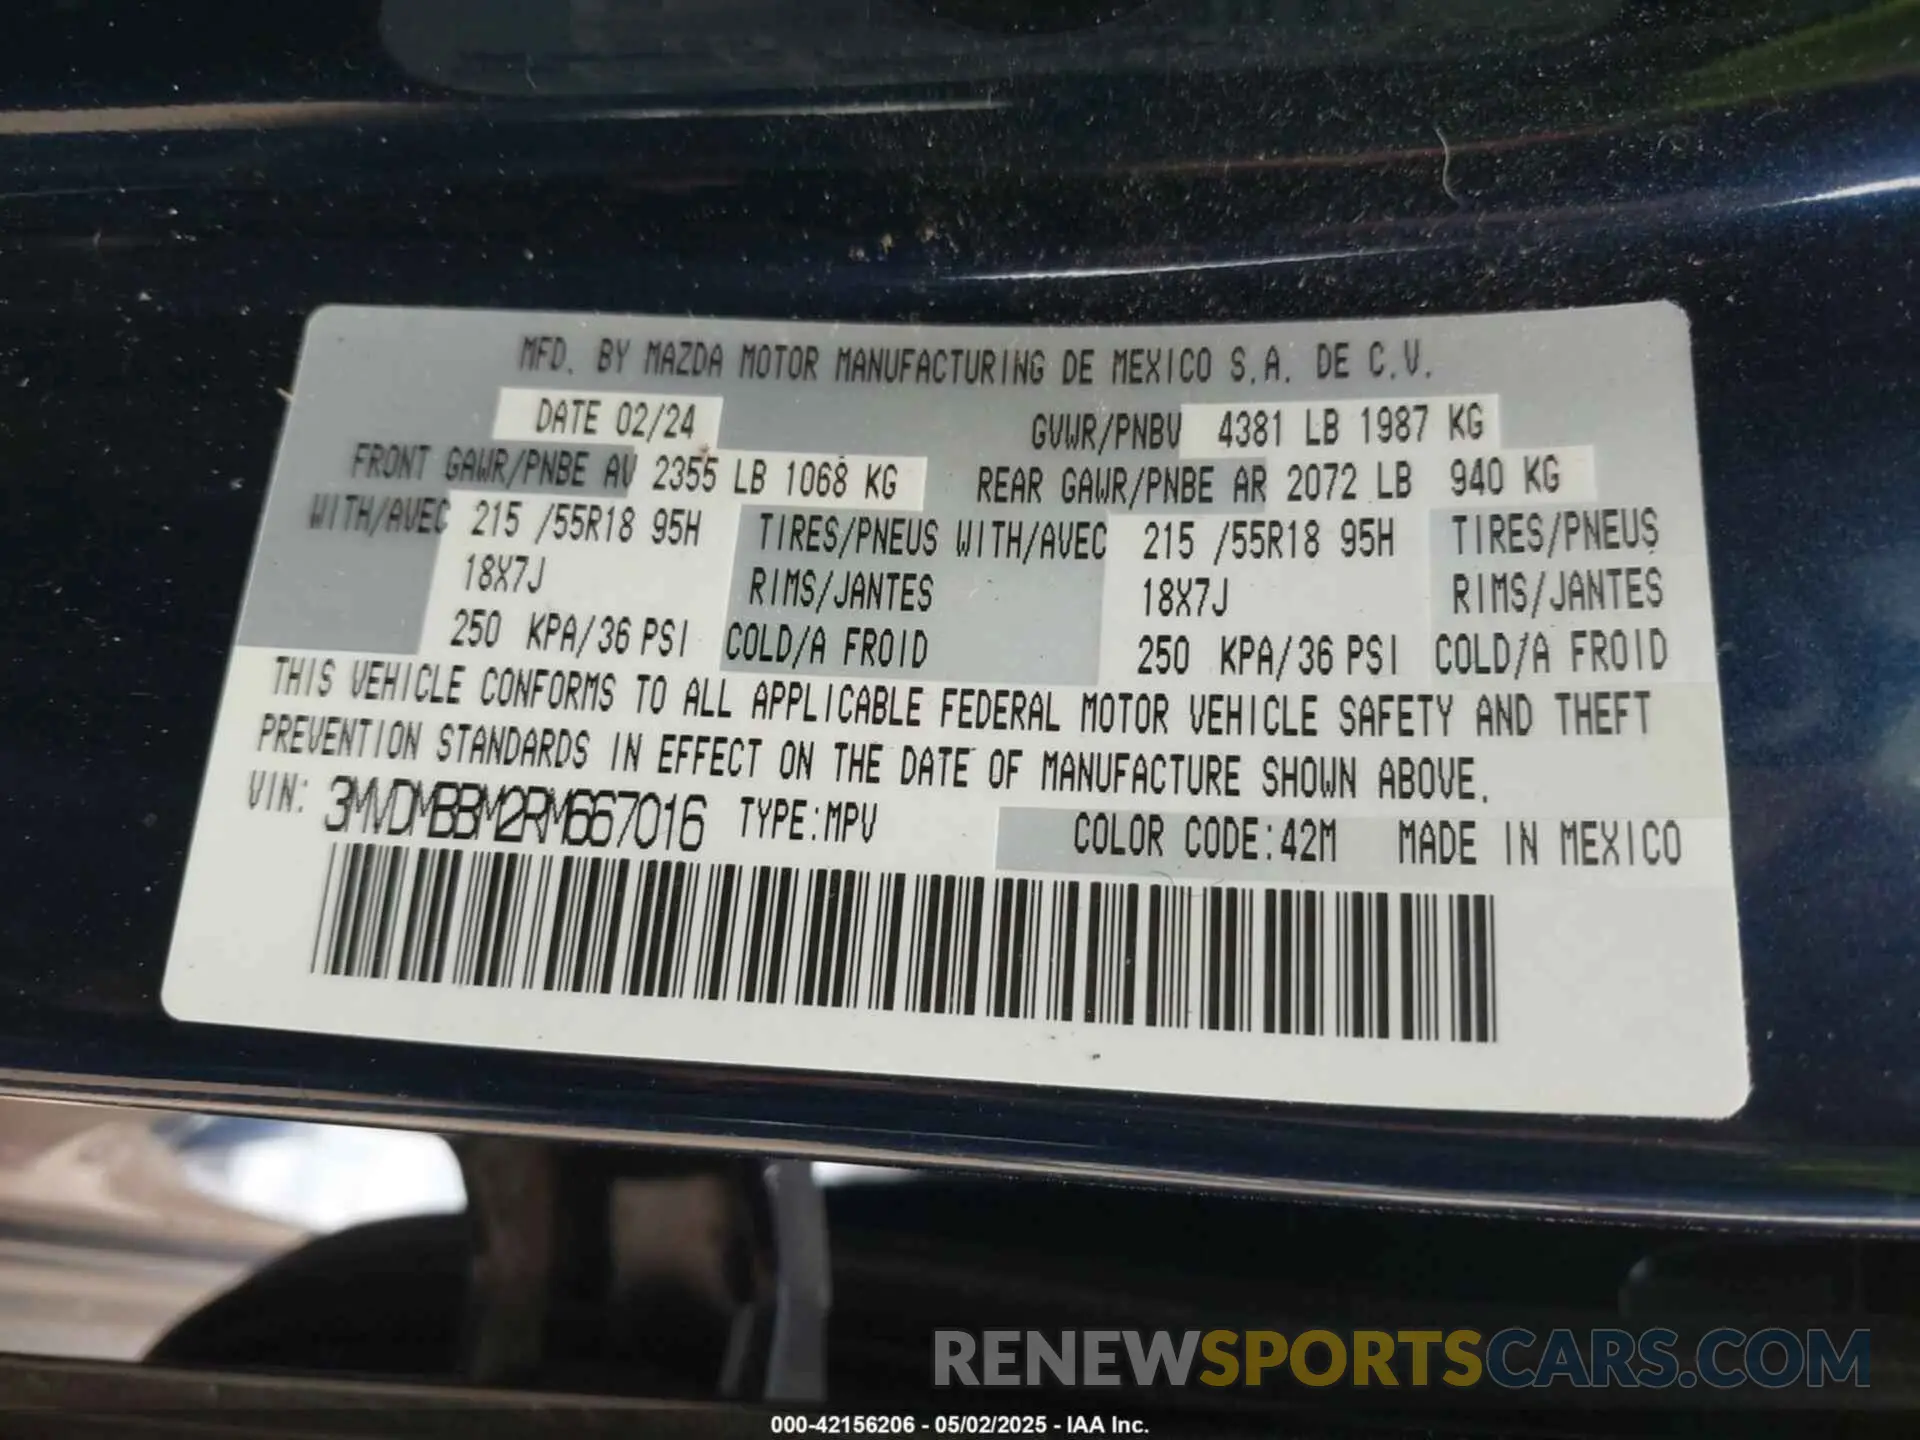 MFD. BY MAZDA MOTOR MANUFACTURING DE MEXICO S.A. DE C.V.
DATE 02/24 GVWR/PNBV 4381 LB 1987 KG
FRONT GAWR/PNBE AV 2355 LB 1068 KG REAR GAWR/PNBE AR 2072 LB 940 KG
WITH/AVEC 215 /55R18 95H TIRES/PNEUS WITH/AVEC 215 /55R18 95H TIRES/PNEUS
18X7J RIMS/JANTES 18X7J RIMS/JANTES
250 KPA/36 PSI COLD/A FROID 250 KPA/36 PSI COLD/A FROID
THIS VEHICLE CONFORMS TO ALL APPLICABLE FEDERAL MOTOR VEHICLE SAFETY AND THEFT
PREVENTION STANDARDS IN EFFECT ON THE DATE OF MANUFACTURE SHOWN ABOVE.
VIN: 3MVDMBBM2RM667016 TYPE:MPV COLOR CODE:42M MADE IN MEXICO
RENEWSPORTSCARS.COM
000-42156206 - 05/02/2025 - IAA Inc.